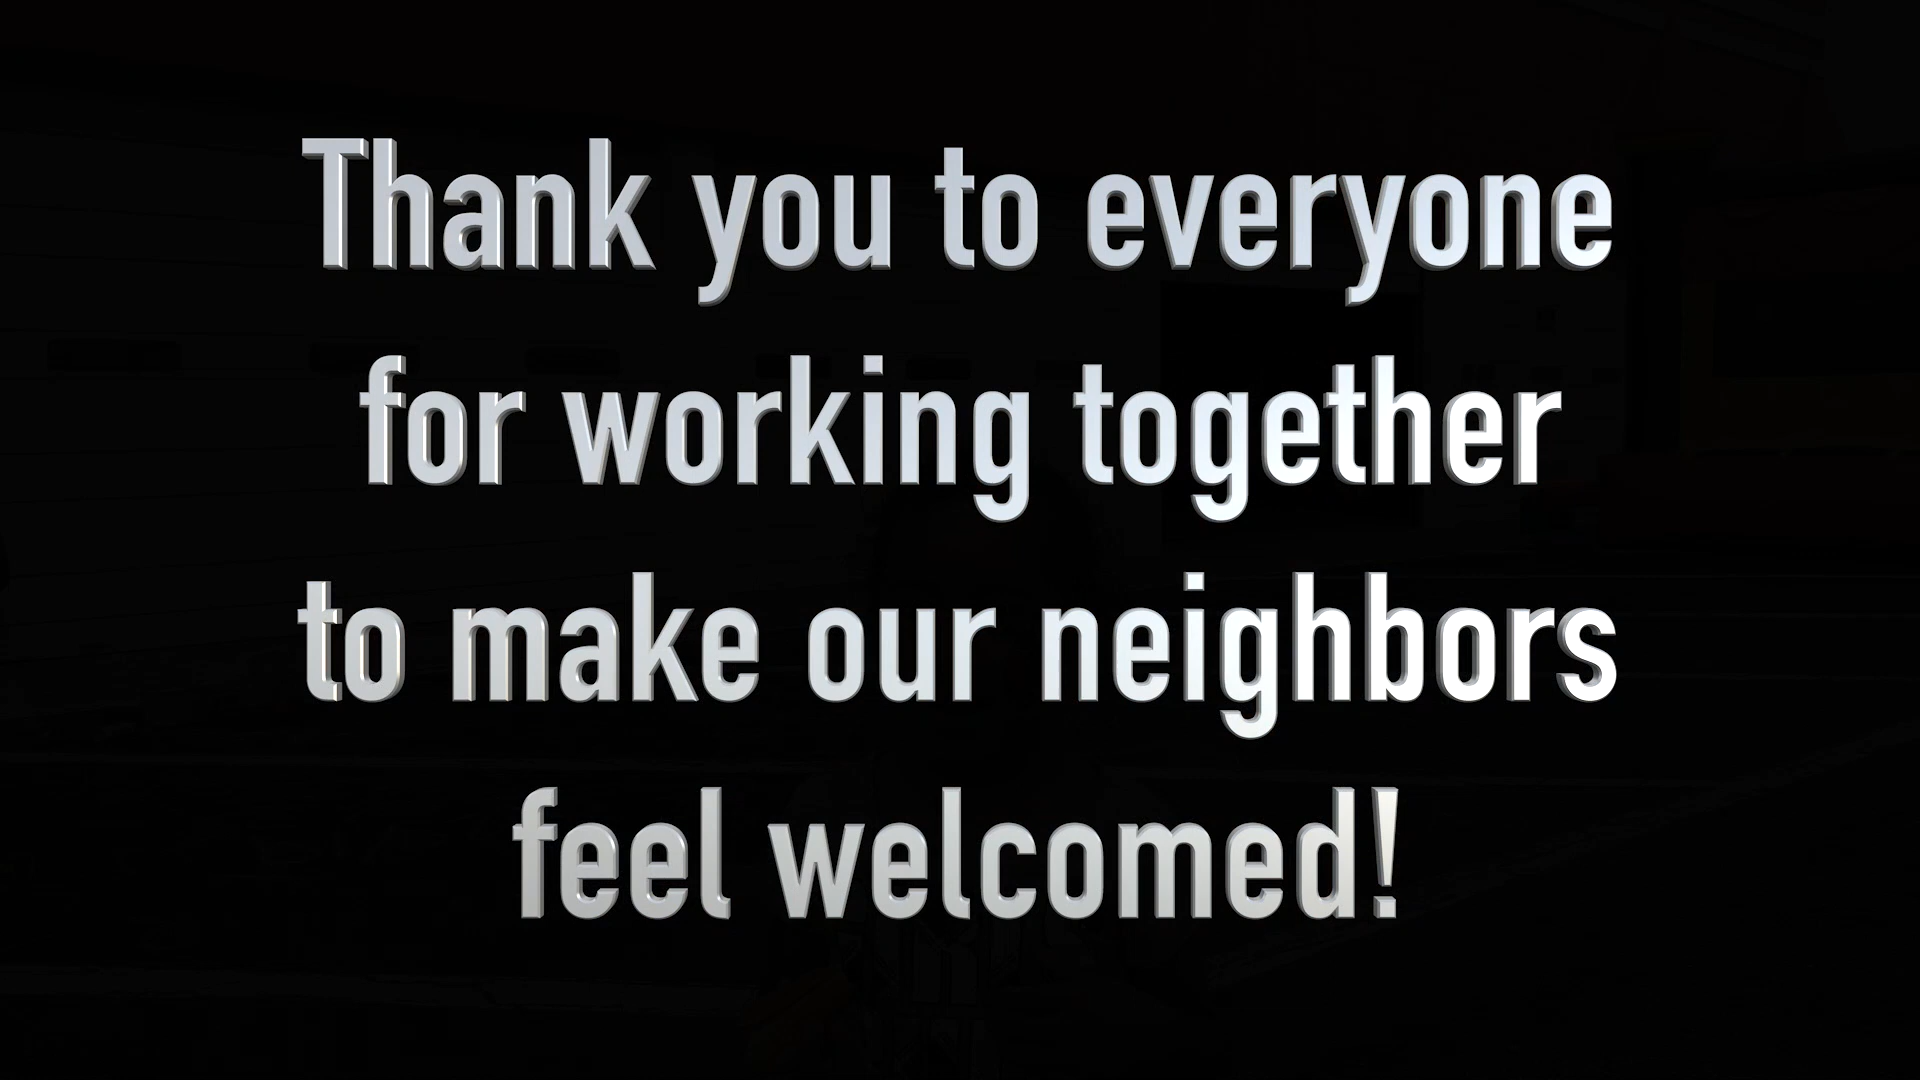 Thank you to everyone
for working together
to make our neighbors
feel welcomed!